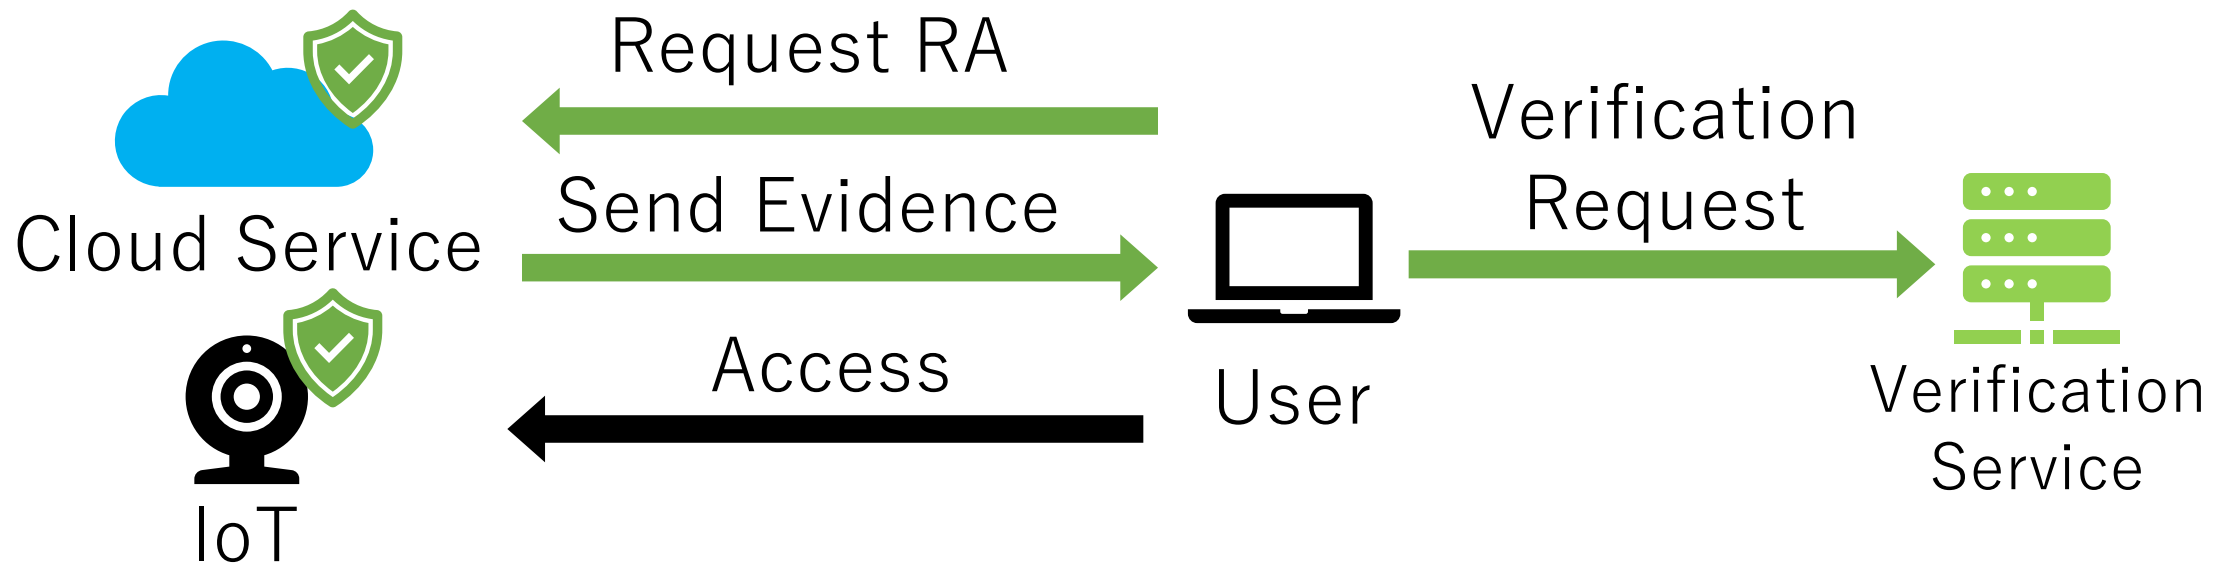 Request RA
Send Evidence
Access
Cloud Service
IoT
User
Verification
Request
Verification
Service